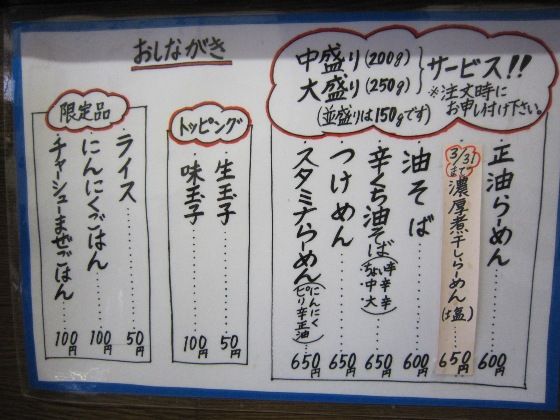 おしながき
中盛り(200g)
大盛り(250g)
サービス!!
※注文時に
お申し付け下さい。
(並盛りは150gです)
正油らーめん 600円
3/31まで 濃厚煮干しらーめん(塩) 650円
油そば 600円
辛くち油そば(ちょい辛 中辛 大辛) 650円
つけめん 650円
スタミナらーめん(にんにくピリ辛正油) 650円
トッピング
生玉子 50円
味玉子 100円
限定品
ライス 50円
にんにくごはん 100円
チャーシューまぜごはん 100円